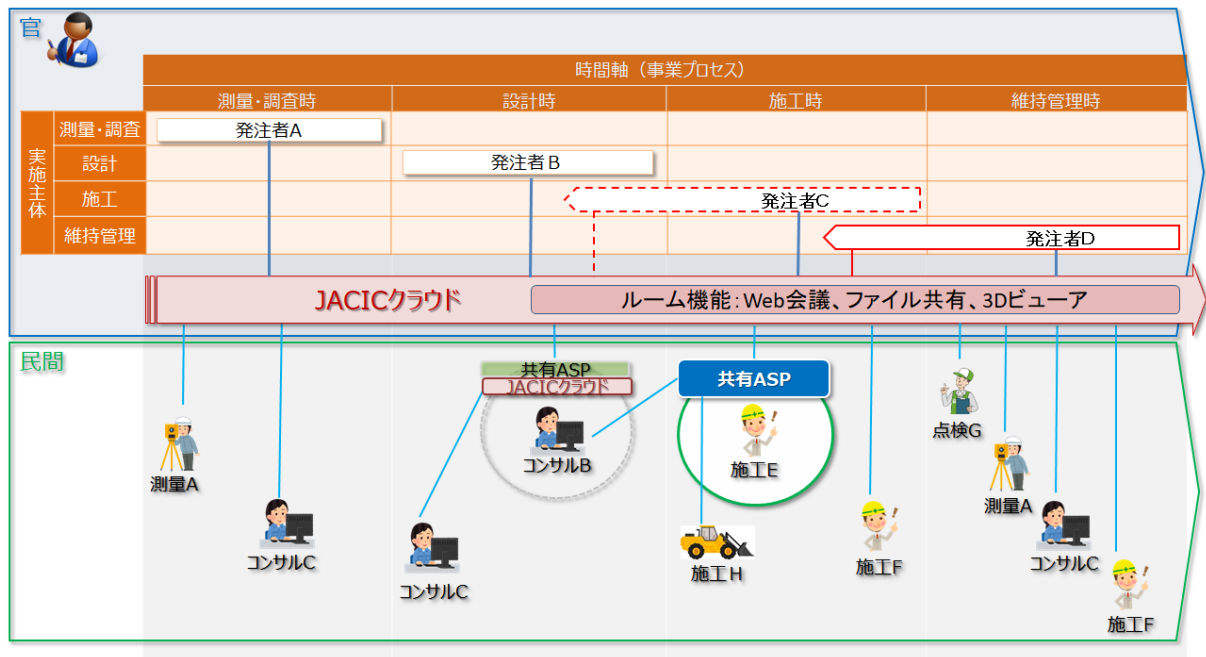 官
時間軸（事業プロセス）
測量・調査時
設計時
施工時
維持管理時
実施主体
測量・調査
発注者A
設計
発注者B
施工
発注者C
維持管理
発注者D
JACICクラウド
ルーム機能：Web会議、ファイル共有、3Dビューア
民間
共有ASP
JACICクラウド
共有ASP
コンサルB
施工E
点検G
測量A
測量A
コンサルC
コンサルC
施工H
施工F
コンサルC
施工F